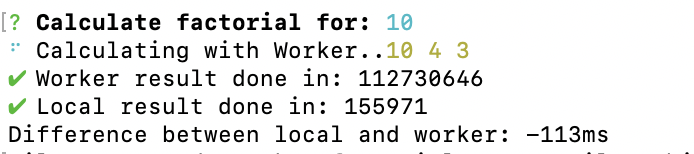 [? Calculate factorial for: 10
⠋ Calculating with Worker..10 4 3
✔ Worker result done in: 112730646
✔ Local result done in: 155971
Difference between local and worker: -113ms